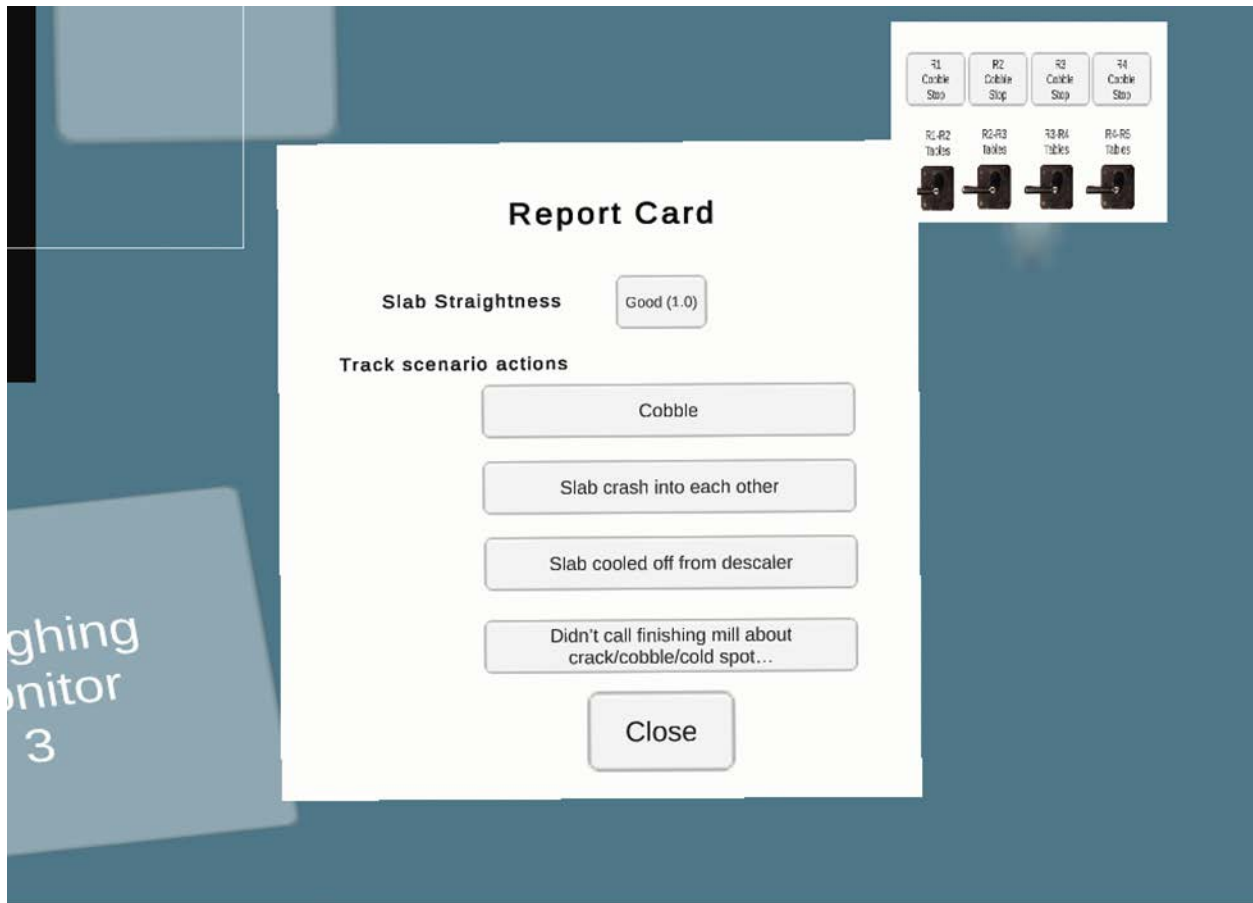 R1 R2 R3 R4
Cobble Cobble Cobble Cobble
Stop Stop Stop Stop
R1-R2 R2-R3 R3-R4 R4-R5
Tables Tables Tables Tables
Report Card
Slab Straightness Good (1.0)
Track scenario actions
Cobble
Slab crash into each other
Slab cooled off from descaler
Didn't call finishing mill about
crack/cobble/cold spot...
Close
ghing
onitor
3